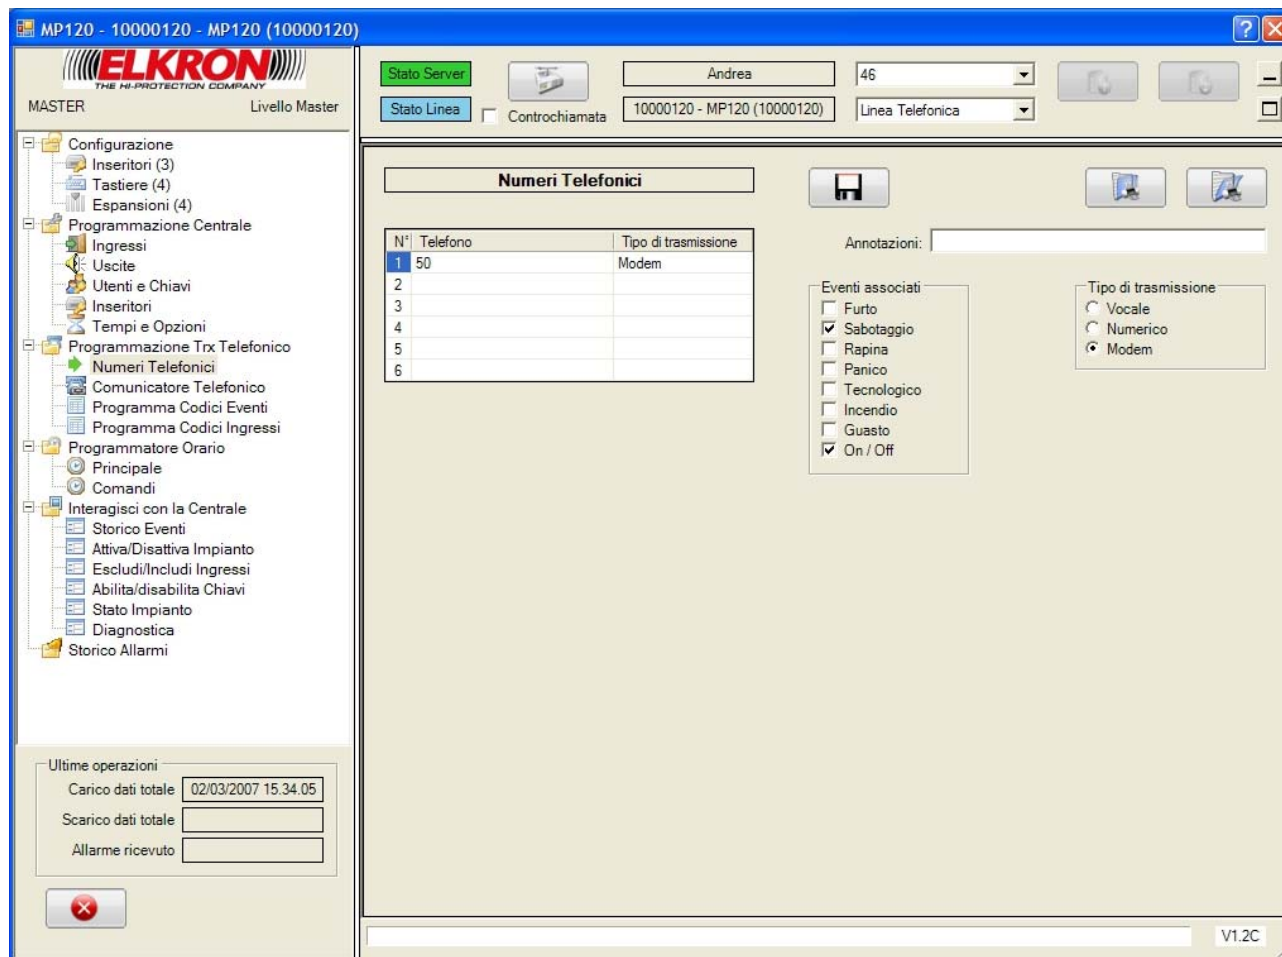 MP120 - 10000120 - MP120 (10000120)
ELKRON
THE HI-PROTECTION COMPANY
MASTER Livello Master
Configurazione
Inseritori (3)
Tastiere (4)
Espansioni (4)
Programmazione Centrale
Ingressi
Uscite
Utenti e Chiavi
Inseritori
Tempi e Opzioni
Programmazione Trx Telefonico
Numeri Telefonici
Comunicatore Telefonico
Programma Codici Eventi
Programma Codici Ingressi
Programmatore Orario
Principale
Comandi
Interagisci con la Centrale
Storico Eventi
Attiva/Disattiva Impianto
Escludi/Includi Ingressi
Abilita/disabilita Chiavi
Stato Impianto
Diagnostica
Storico Allarmi
Ultime operazioni
Carico dati totale 02/03/2007 15.34.05
Scarico dati totale
Allarme ricevuto
Stato Server Andrea 46
Stato Linea Controchiamata 10000120 - MP120 (10000120) Linea Telefonica
Numeri Telefonici
N° Telefono Tipo di trasmissione
1 50 Modem
2
3
4
5
6
Annotazioni:
Eventi associati
Furto
Sabotaggio
Rapina
Panico
Tecnologico
Incendio
Guasto
On / Off
Tipo di trasmissione
Vocale
Numerico
Modem
V1.2C